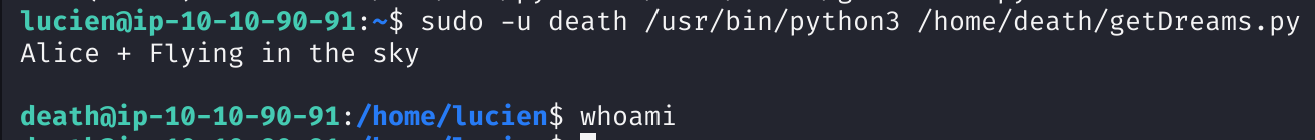 lucien@ip-10-10-90-91:~$ sudo -u death /usr/bin/python3 /home/death/getDreams.py
Alice + Flying in the sky
death@ip-10-10-90-91:/home/lucien$ whoami